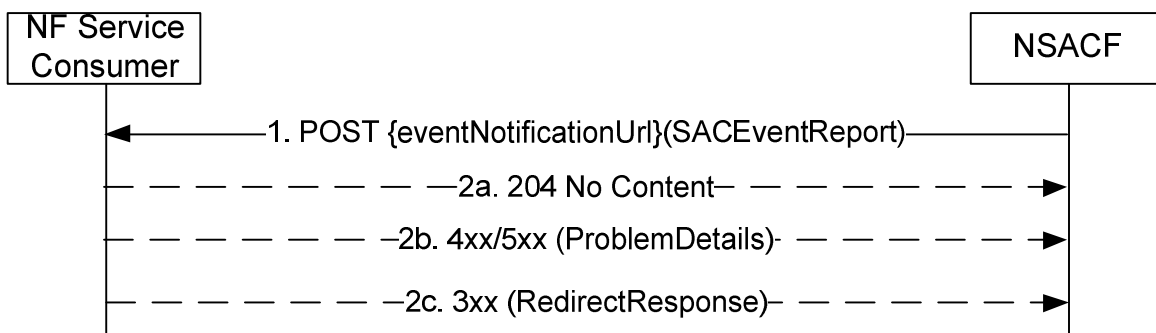 NF Service
Consumer
NSACF
1. POST {eventNotificationUrl}(SACEventReport)
2a. 204 No Content
2b. 4xx/5xx (ProblemDetails)
2c. 3xx (RedirectResponse)